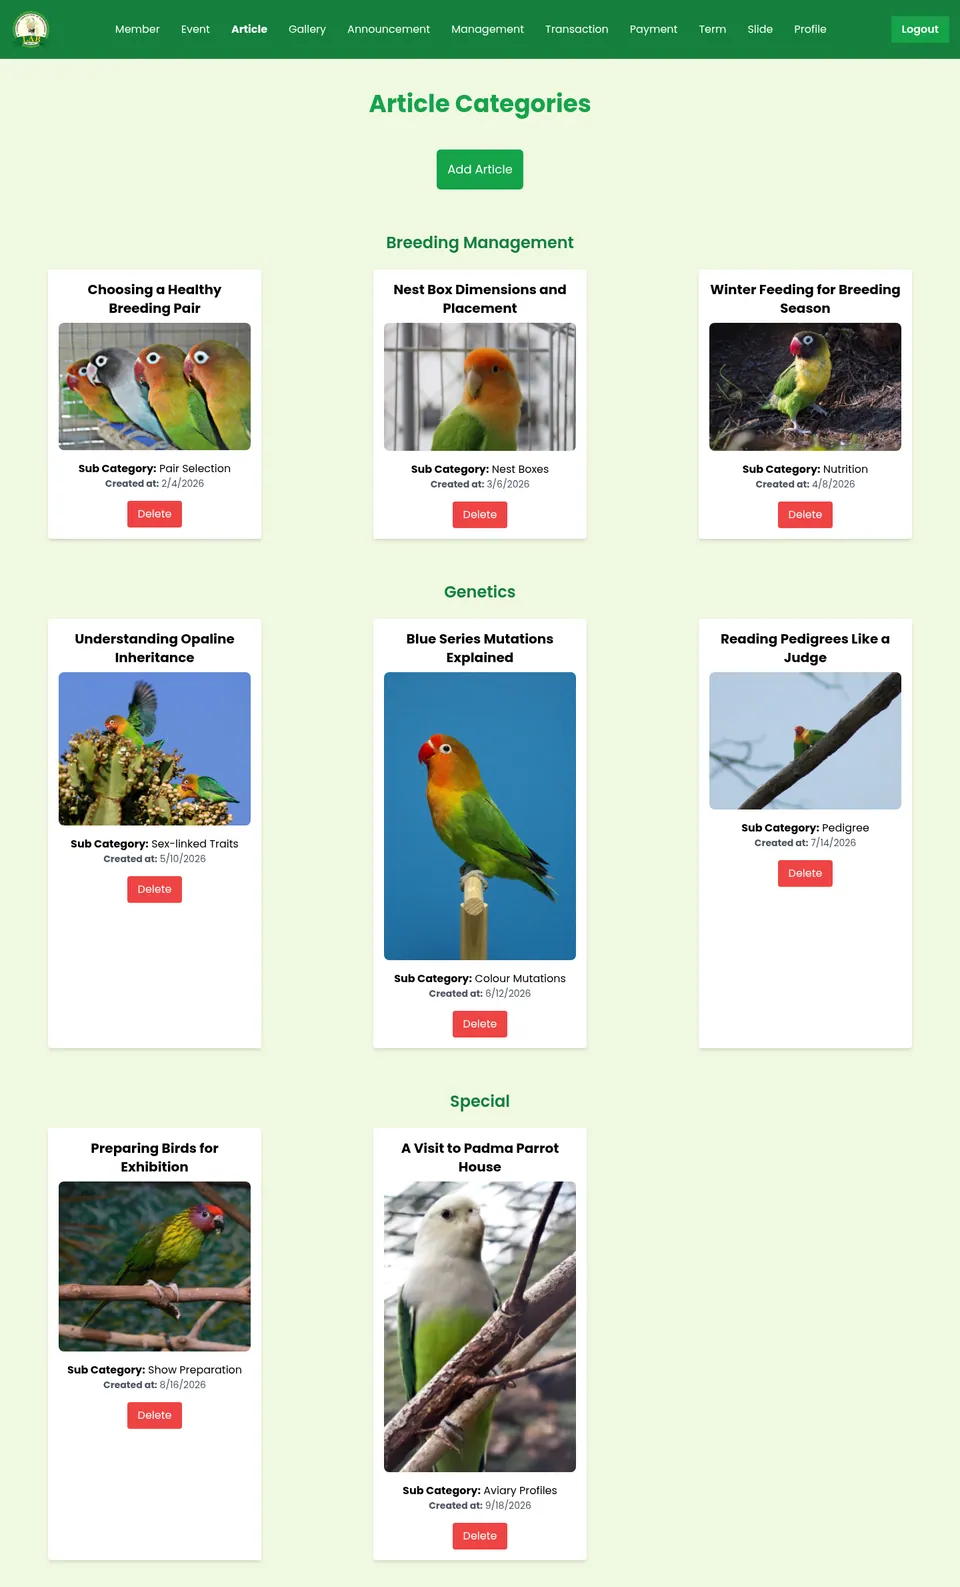 Member Event Article Gallery Announcement Management Transaction Payment Term Slide Profile Logout
Article Categories
Add Article
Breeding Management
Choosing a Healthy
Breeding Pair
Sub Category: Pair Selection
Created at: 2/4/2026
Delete
Nest Box Dimensions and
Placement
Sub Category: Nest Boxes
Created at: 3/6/2026
Delete
Winter Feeding for Breeding
Season
Sub Category: Nutrition
Created at: 4/8/2026
Delete
Genetics
Understanding Opaline
Inheritance
Sub Category: Sex-linked Traits
Created at: 5/10/2026
Delete
Blue Series Mutations
Explained
Sub Category: Colour Mutations
Created at: 6/12/2026
Delete
Reading Pedigrees Like a
Judge
Sub Category: Pedigree
Created at: 7/14/2026
Delete
Special
Preparing Birds for
Exhibition
Sub Category: Show Preparation
Created at: 8/16/2026
Delete
A Visit to Padma Parrot
House
Sub Category: Aviary Profiles
Created at: 9/18/2026
Delete